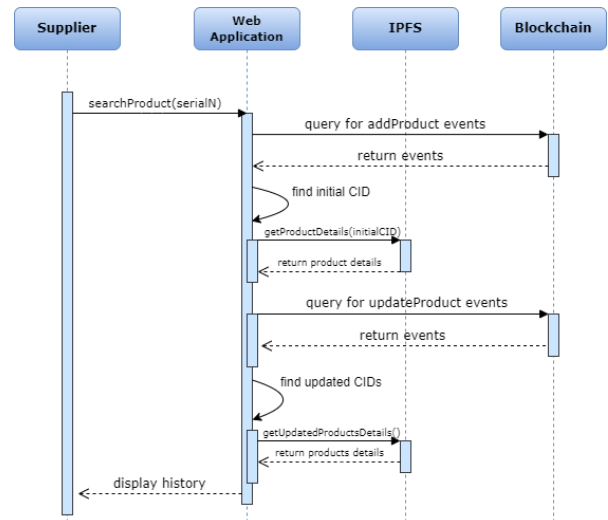 Supplier
Web
Application
IPFS
Blockchain
searchProduct(serialN)
query for addProduct events
return events
find initial CID
getProductDetails(initialCID)
return product details
query for updateProduct events
return events
find updated CIDs
getUpdatedProductsDetails()
return products details
display history